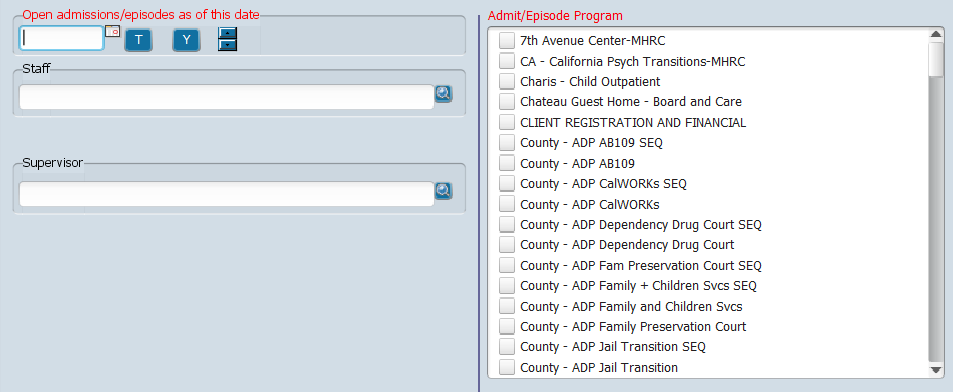 Open admissions/episodes as of this date
T Y
Staff
Supervisor
Admit/Episode Program
7th Avenue Center-MHRC
CA - California Psych Transitions-MHRC
Charis - Child Outpatient
Chateau Guest Home - Board and Care
CLIENT REGISTRATION AND FINANCIAL
County - ADP AB109 SEQ
County - ADP AB109
County - ADP CalWORKs SEQ
County - ADP CalWORKs
County - ADP Dependency Drug Court SEQ
County - ADP Dependency Drug Court
County - ADP Fam Preservation Court SEQ
County - ADP Family + Children Svcs SEQ
County - ADP Family and Children Svcs
County - ADP Family Preservation Court
County - ADP Jail Transition SEQ
County - ADP Jail Transition